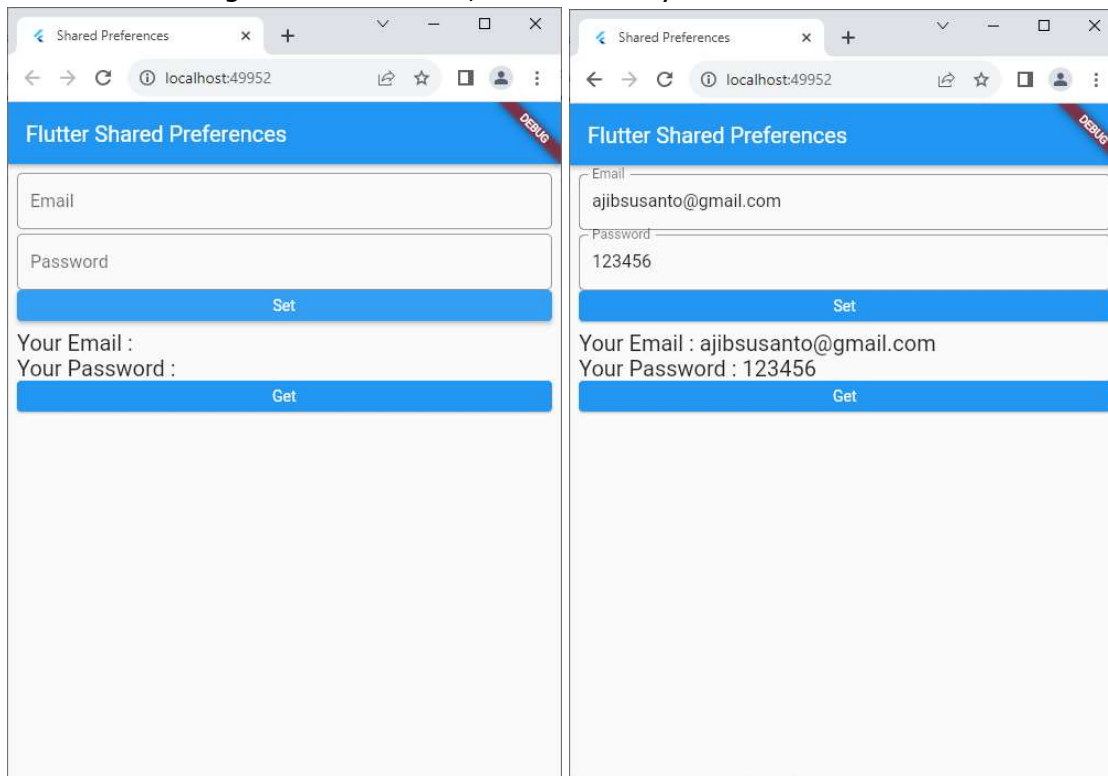 Shared Preferences
localhost:49952
Flutter Shared Preferences
DEBUG
Email
Password
Set
Your Email :
Your Password :
Get
Shared Preferences
localhost:49952
Flutter Shared Preferences
DEBUG
Email
ajibsusanto@gmail.com
Password
123456
Set
Your Email : ajibsusanto@gmail.com
Your Password : 123456
Get